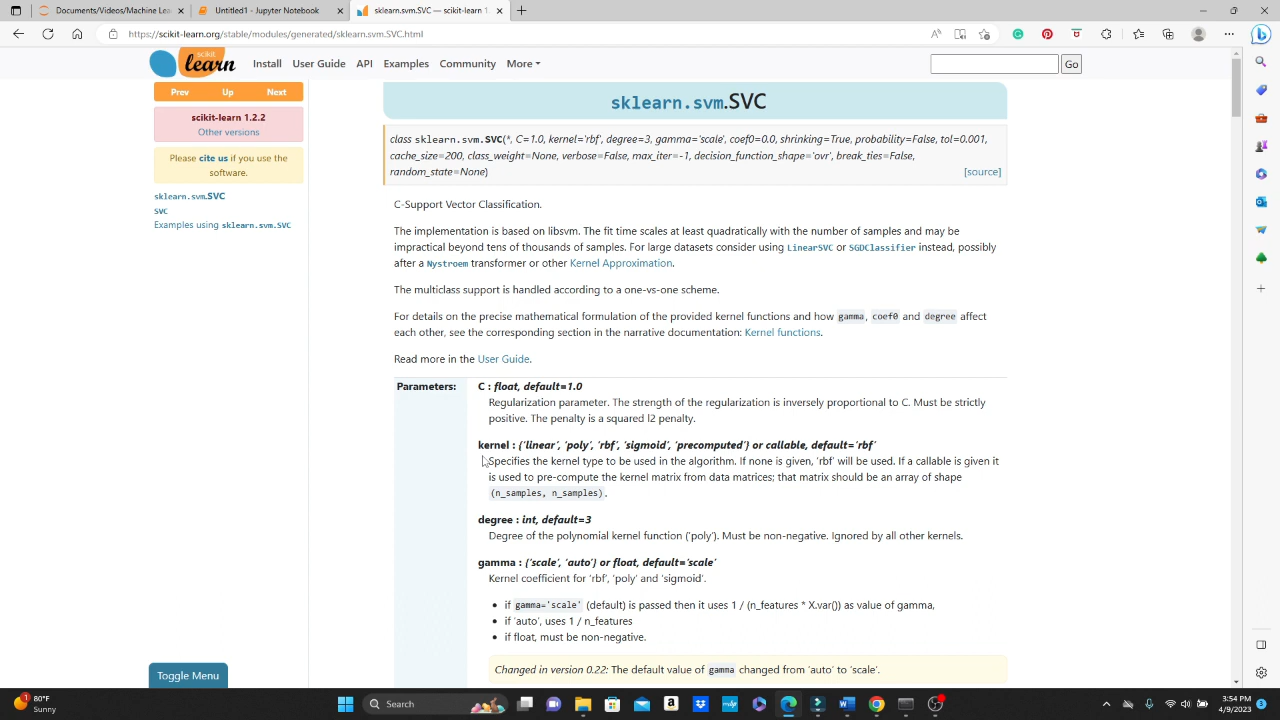 Documents/Videos/Machine Lea
Upload 2 - Jupyter Notebook
sklearn.svm.SVC — scikit-learn 1.
https://scikit-learn.org/stable/modules/generated/sklearn.svm.SVC.html
scikit
learn
Install User Guide API Examples Community More
Go
Prev Up Next
scikit-learn 1.2.2
Other versions
Please cite us if you use the
software.
sklearn.svm.SVC
SVC
Examples using sklearn.svm.SVC
Toggle Menu
sklearn.svm.SVC
class sklearn.svm.SVC(*, C=1.0, kernel='rbf', degree=3, gamma='scale', coef0=0.0, shrinking=True, probability=False, tol=0.001,
cache_size=200, class_weight=None, verbose=False, max_iter=-1, decision_function_shape='ovr', break_ties=False,
random_state=None) [source]
C-Support Vector Classification.
The implementation is based on libsvm. The fit time scales at least quadratically with the number of samples and may be
impractical beyond tens of thousands of samples. For large datasets consider using LinearSVC or SGDClassifier instead, possibly
after a Nystroem transformer or other Kernel Approximation.
The multiclass support is handled according to a one-vs-one scheme.
For details on the precise mathematical formulation of the provided kernel functions and how gamma, coef0 and degree affect
each other, see the corresponding section in the narrative documentation: Kernel functions.
Read more in the User Guide.
Parameters:
C : float, default=1.0
Regularization parameter. The strength of the regularization is inversely proportional to C. Must be strictly
positive. The penalty is a squared l2 penalty.
kernel : {'linear', 'poly', 'rbf', 'sigmoid', 'precomputed'} or callable, default='rbf'
Specifies the kernel type to be used in the algorithm. If none is given, 'rbf' will be used. If a callable is given it
is used to pre-compute the kernel matrix from data matrices; that matrix should be an array of shape
(n_samples, n_samples).
degree : int, default=3
Degree of the polynomial kernel function ('poly'). Must be non-negative. Ignored by all other kernels.
gamma : {'scale', 'auto'} or float, default='scale'
Kernel coefficient for 'rbf', 'poly' and 'sigmoid'.
• if gamma='scale' (default) is passed then it uses 1 / (n_features * X.var()) as value of gamma,
• if 'auto', uses 1 / n_features
• if float, must be non-negative.
Changed in version 0.22: The default value of gamma changed from 'auto' to 'scale'.
1
80°F
Sunny
Search
3:54 PM
4/9/2023
3